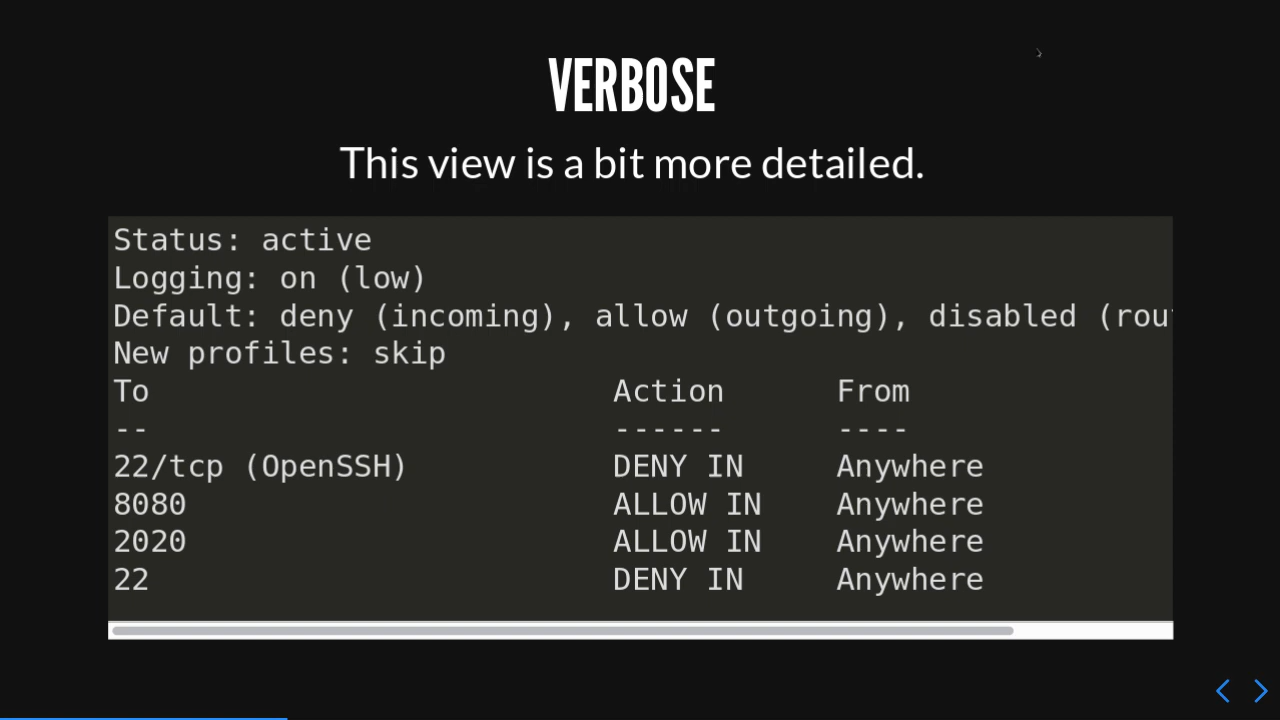 VERBOSE
This view is a bit more detailed.
Status: active
Logging: on (low)
Default: deny (incoming), allow (outgoing), disabled (rou
New profiles: skip
To                         Action      From
--                         ------      ----
22/tcp (OpenSSH)           DENY IN     Anywhere
8080                       ALLOW IN    Anywhere
2020                       ALLOW IN    Anywhere
22                         DENY IN     Anywhere